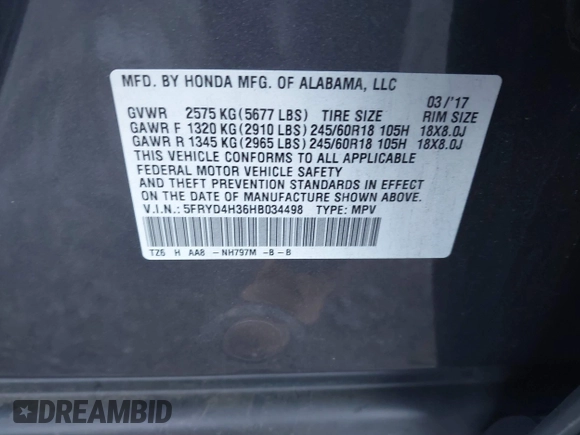 MFD. BY HONDA MFG. OF ALABAMA, LLC
03/'17
GVWR 2575 KG(5677 LBS) TIRE SIZE RIM SIZE
GAWR F 1320 KG(2910 LBS)245/60R18 105H 18X8.0J
GAWR R 1345 KG(2965 LBS)245/60R18 105H 18X8.0J
THIS VEHICLE CONFORMS TO ALL APPLICABLE
FEDERAL MOTOR VEHICLE SAFETY
AND THEFT PREVENTION STANDARDS IN EFFECT
ON THE DATE OF MANUFACTURE SHOWN ABOVE.
V.I.N.: 5FRYD4H36HB034498 TYPE: MPV
TZ5 H AA8 -NH797M -B-B
DREAMBID